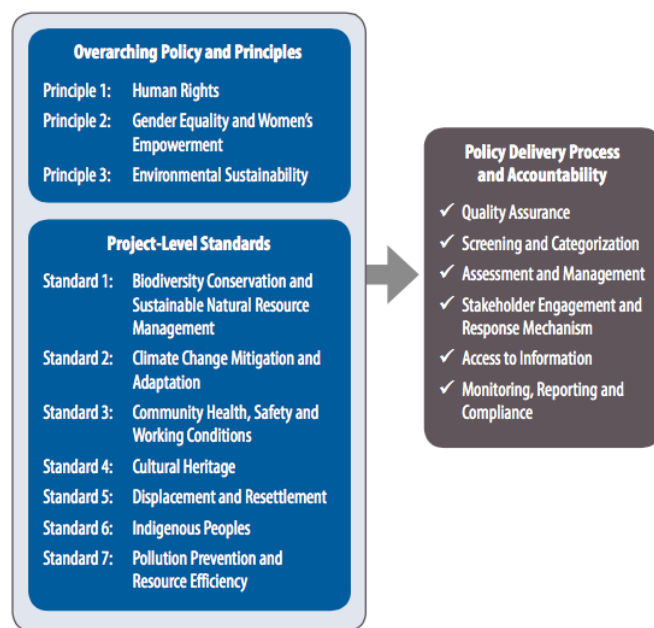 Overarching Policy and Principles
Principle 1: Human Rights
Principle 2: Gender Equality and Women's
Empowerment
Principle 3: Environmental Sustainability
Project-Level Standards
Standard 1: Biodiversity Conservation and
Sustainable Natural Resource
Management
Standard 2: Climate Change Mitigation and
Adaptation
Standard 3: Community Health, Safety and
Working Conditions
Standard 4: Cultural Heritage
Standard 5: Displacement and Resettlement
Standard 6: Indigenous Peoples
Standard 7: Pollution Prevention and
Resource Efficiency
Policy Delivery Process
and Accountability
✓ Quality Assurance
✓ Screening and Categorization
✓ Assessment and Management
✓ Stakeholder Engagement and
Response Mechanism
✓ Access to Information
✓ Monitoring, Reporting and
Compliance